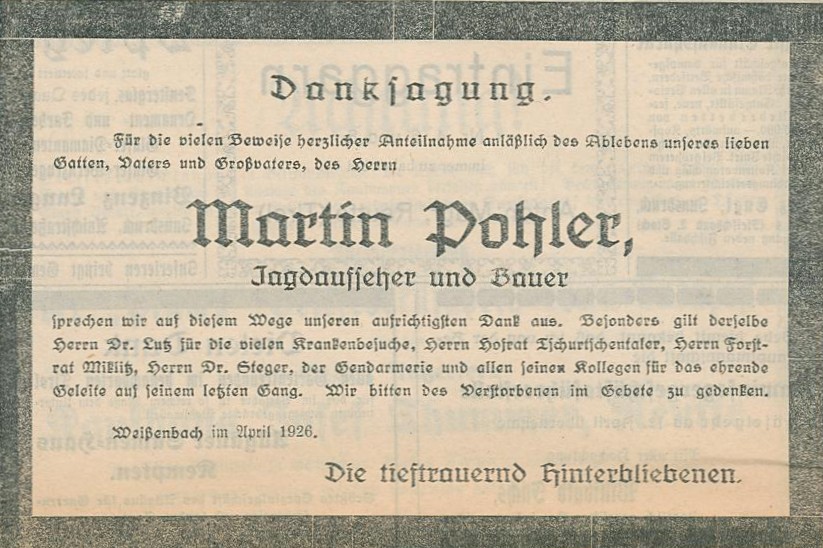 Danksagung.
Für die vielen Beweise herzlicher Anteilnahme anläßlich des Ablebens unseres lieben
Gatten, Vaters und Großvaters, des Herrn
Martin Pohler,
Jagdaufseher und Bauer
sprechen wir auf diesem Wege unseren aufrichtigsten Dank aus. Besonders gilt derselbe
Herrn Dr. Lutz für die vielen Krankenbesuche, Herrn Hofrat Tschurtschentaler, Herrn Forst-
rat Miklitz, Herrn Dr. Steger, der Gendarmerie und allen seinen Kollegen für das ehrende
Geleite auf seinem letzten Gang. Wir bitten des Verstorbenen im Gebete zu gedenken.
Weißenbach im April 1926.
Die tieftrauernd Hinterbliebenen.